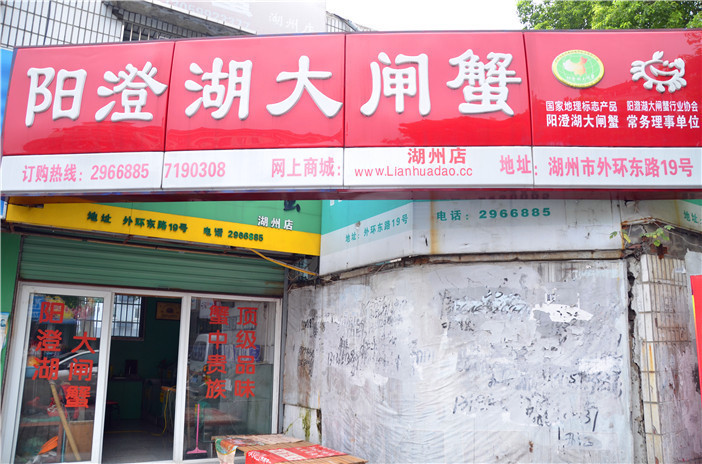 阳澄湖大闸蟹
国家地理标志产品 阳澄湖大闸蟹行业协会
阳澄湖大闸蟹 常务理事单位
订购热线：2966885 7190308 网上商城：
湖州店
www.Lianhuadao.cc
地址：湖州市外环东路19号
地址 外环东路19号 电话 2966885 湖州店
地址：外环东路19号
电话：2966885
阳澄湖
大闸蟹
蟹中贵族
顶级品味